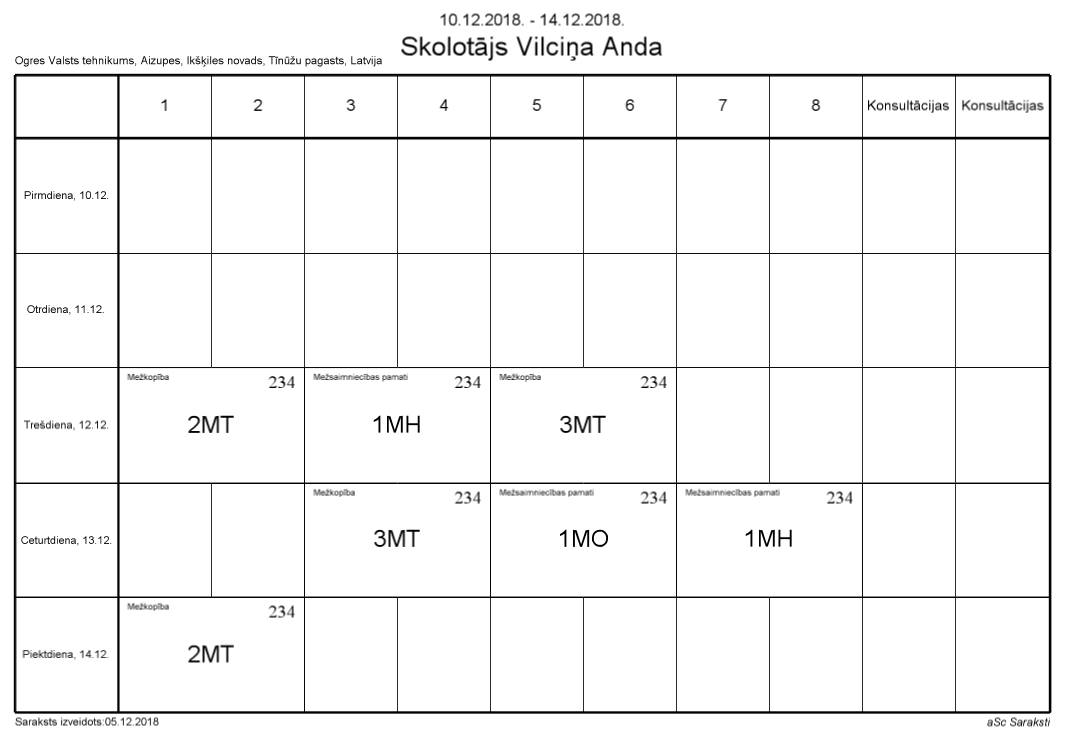 10.12.2018. - 14.12.2018.
Skolotājs Vilciņa Anda
Ogres Valsts tehnikums, Aizupes, Ikšķiles novads, Tīnūžu pagasts, Latvija
1 2 3 4 5 6 7 8 Konsultācijas Konsultācijas
Pirmdiena, 10.12.
Otrdiena, 11.12.
Mežkopība 234 Mežsaimniecības pamati 234 Mežkopība 234
Trešdiena, 12.12. 2MT 1MH 3MT
Mežkopība 234 Mežsaimniecības pamati 234 Mežsaimniecības pamati 234
Ceturtdiena, 13.12. 3MT 1MO 1MH
Mežkopība 234
Piektdiena, 14.12. 2MT
Saraksts izveidots:05.12.2018 aSc Saraksti